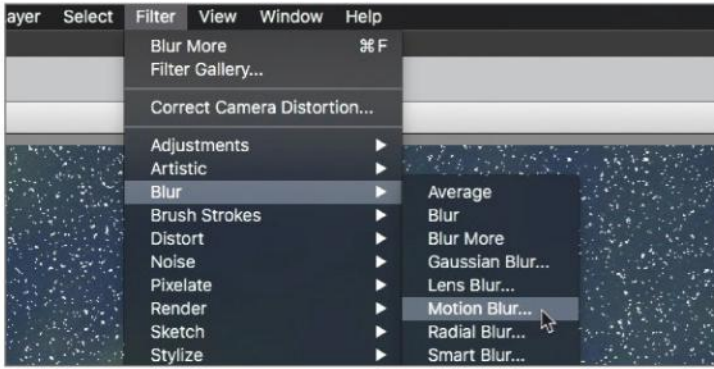 ayer Select Filter View Window Help
Blur More ⌘F
Filter Gallery...
Correct Camera Distortion...
Adjustments
Artistic
Blur
Brush Strokes
Distort
Noise
Pixelate
Render
Sketch
Stylize
Average
Blur
Blur More
Gaussian Blur...
Lens Blur...
Motion Blur...
Radial Blur...
Smart Blur...